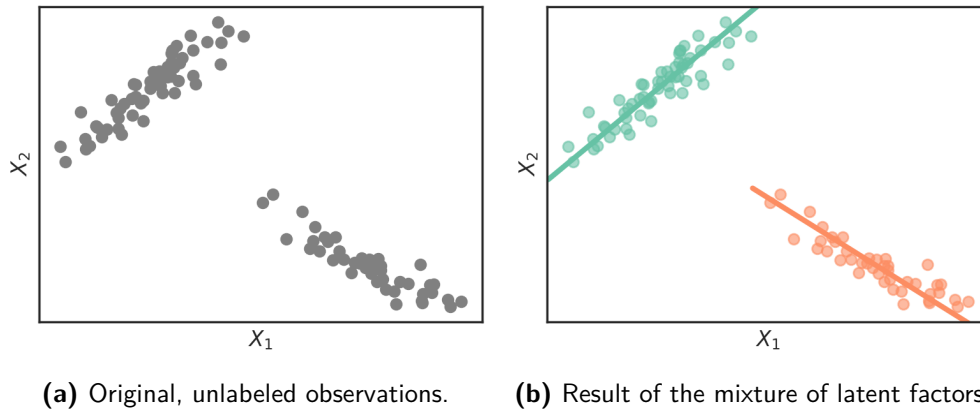 X2
X1
X2
X1
(a) Original, unlabeled observations.
(b) Result of the mixture of latent factors